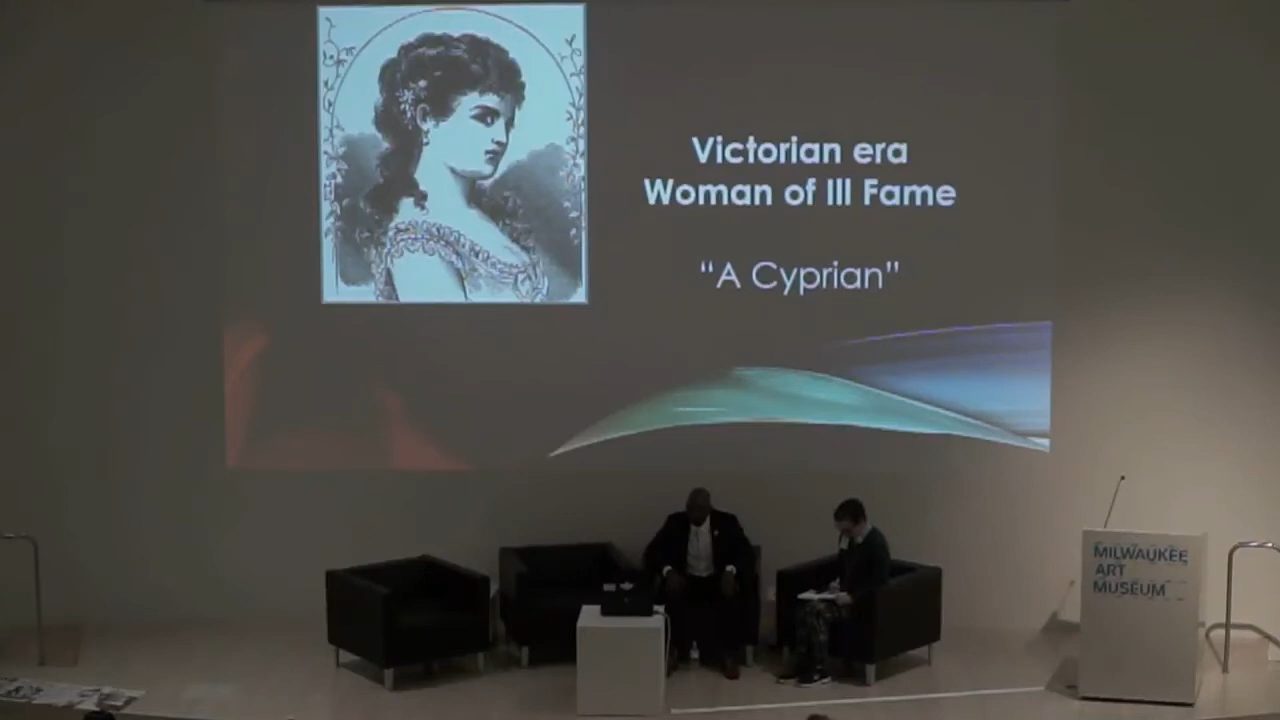 Victorian era
Woman of Ill Fame
“A Cyprian”
MILWAUKEE
ART
MUSEUM